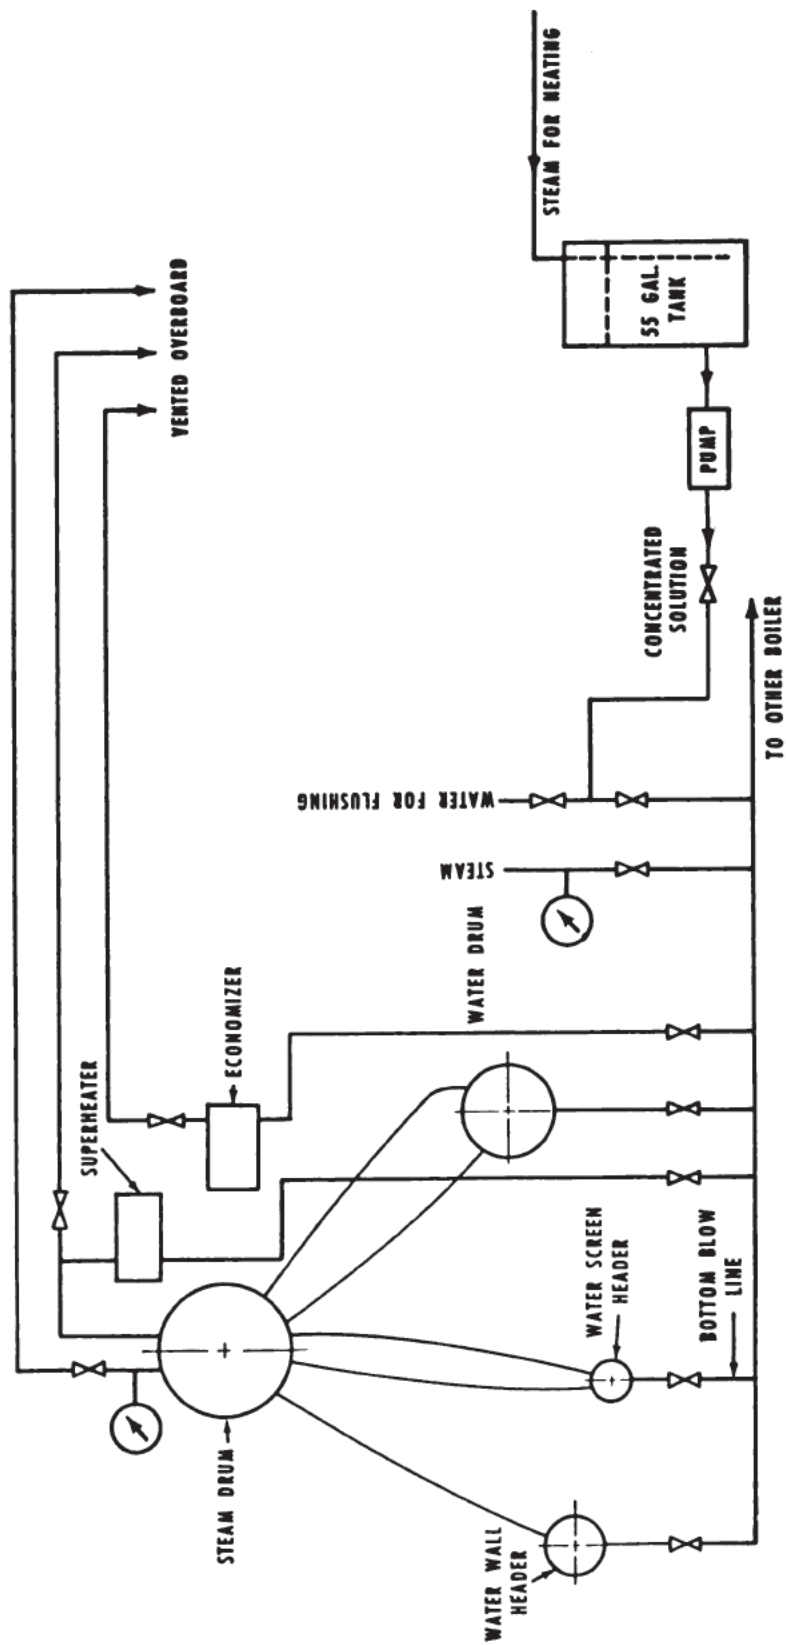 STEAM FOR HEATING
55 GAL.
TANK
VENTED OVERBOARD
PUMP
CONCENTRATED
SOLUTION
TO OTHER BOILER
WATER FOR FLUSHING
STEAM
WATER DRUM
ECONOMIZER
SUPERHEATER
WATER SCREEN
HEADER
BOTTOM BLOW
LINE
STEAM DRUM
WATER WALL
HEADER